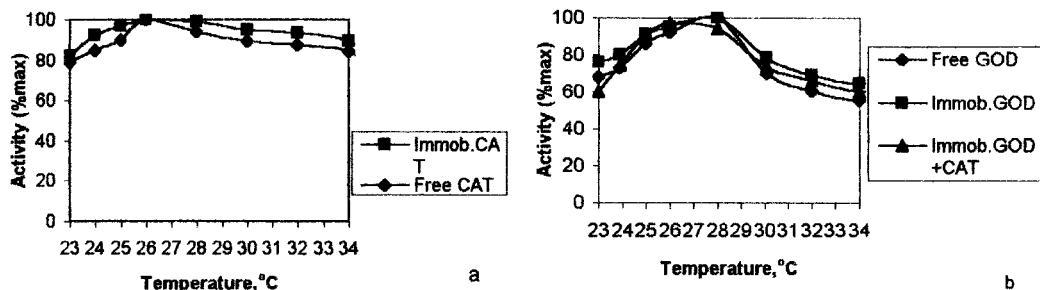 100
80
60
40
20
0
Activity (%max)
23 24 25 26 27 28 29 30 31 32 33 34
Temperature,°C
Immob.CA
T
Free CAT
a
100
80
60
40
20
0
Activity (%max)
23 24 25 26 27 28 29 30 31 32 33 34
Temperature,°C
Free GOD
Immob.GOD
Immob.GOD
+CAT
b